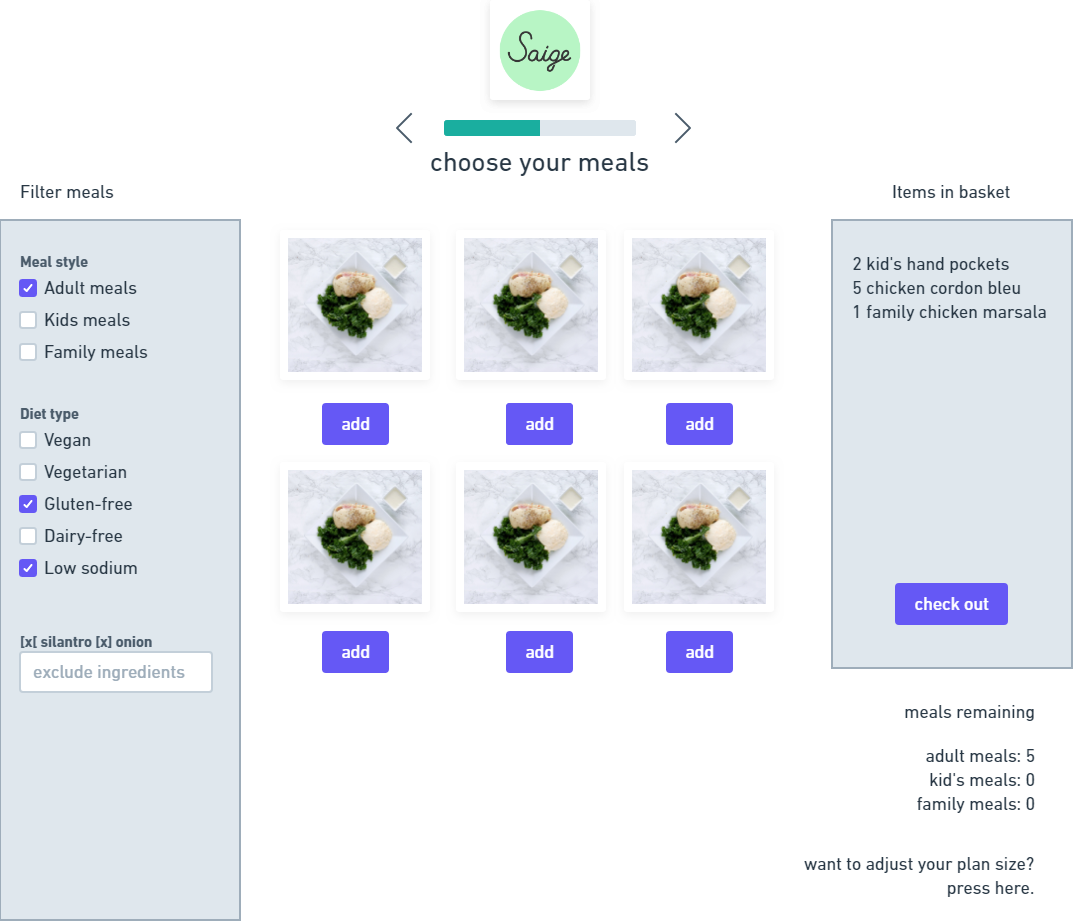 Saige
choose your meals
Filter meals
Meal style
Adult meals
Kids meals
Family meals
Diet type
Vegan
Vegetarian
Gluten-free
Dairy-free
Low sodium
[x[ silantro [x] onion
exclude ingredients
add
add
add
add
add
add
Items in basket
2 kid's hand pockets
5 chicken cordon bleu
1 family chicken marsala
check out
meals remaining
adult meals: 5
kid's meals: 0
family meals: 0
want to adjust your plan size?
press here.